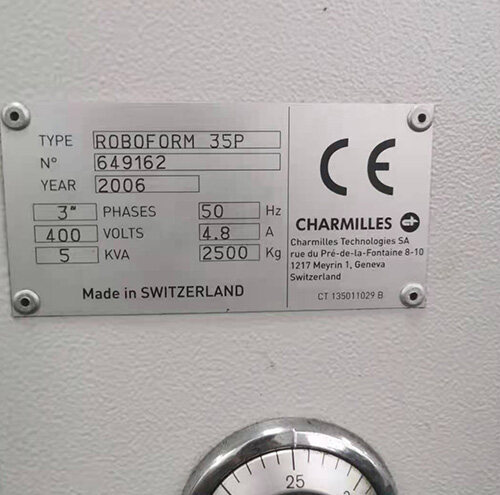 TYPE ROBOFORM 35P
N° 649162
YEAR 2006
3~ PHASES 50 Hz
400 VOLTS 4.8 A
5 KVA 2500 Kg
Made in SWITZERLAND
CE
CHARMILLES
Charmilles Technologies SA
rue du Pré-de-la-Fontaine 8-10
1217 Meyrin 1, Geneva
Switzerland
CT 135011029 B
25